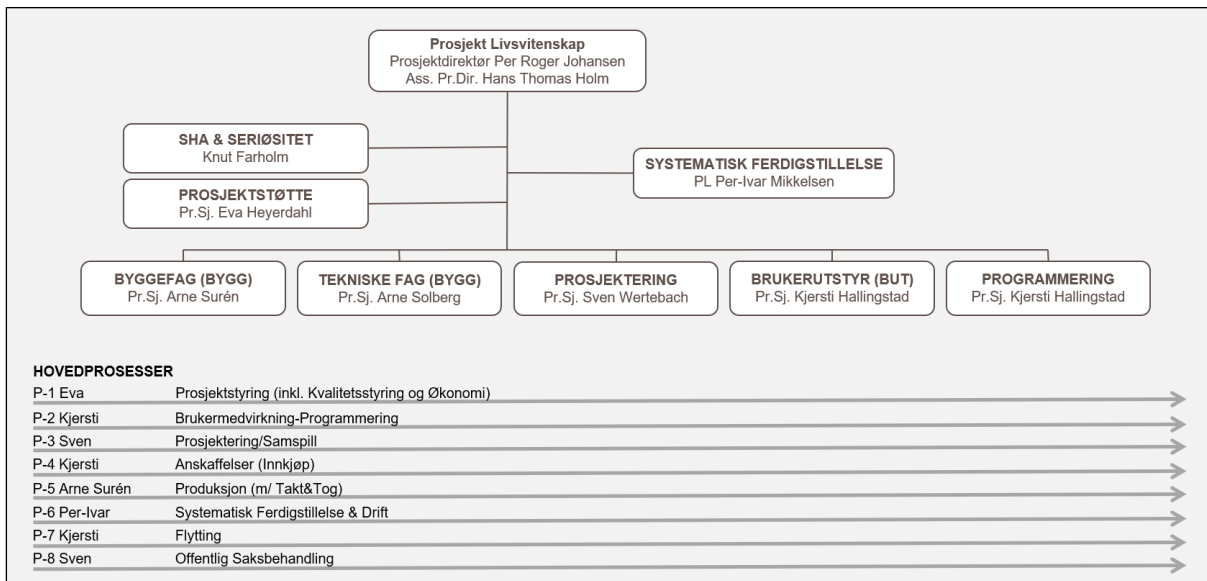 Prosjekt Livsvitenskap
Prosjektdirektør Per Roger Johansen
Ass. Pr.Dir. Hans Thomas Holm
SHA & SERIØSITET
Knut Farholm
SYSTEMATISK FERDIGSTILLELSE
PL Per-Ivar Mikkelsen
PROSJEKTSTØTTE
Pr.Sj. Eva Heyerdahl
BYGGEFAG (BYGG)
Pr.Sj. Arne Surén
TEKNISKE FAG (BYGG)
Pr.Sj. Arne Solberg
PROSJEKTERING
Pr.Sj. Sven Wertebach
BRUKERUTSTYR (BUT)
Pr.Sj. Kjersti Hallingstad
PROGRAMMERING
Pr.Sj. Kjersti Hallingstad
HOVEDPROSESSER
P-1 Eva Prosjektstyring (inkl. Kvalitetsstyring og Økonomi)
P-2 Kjersti Brukermedvirkning-Programmering
P-3 Sven Prosjektering/Samspill
P-4 Kjersti Anskaffelser (Innkjøp)
P-5 Arne Surén Produksjon (m/ Takt&Tog)
P-6 Per-Ivar Systematisk Ferdigstillelse & Drift
P-7 Kjersti Flytting
P-8 Sven Offentlig Saksbehandling